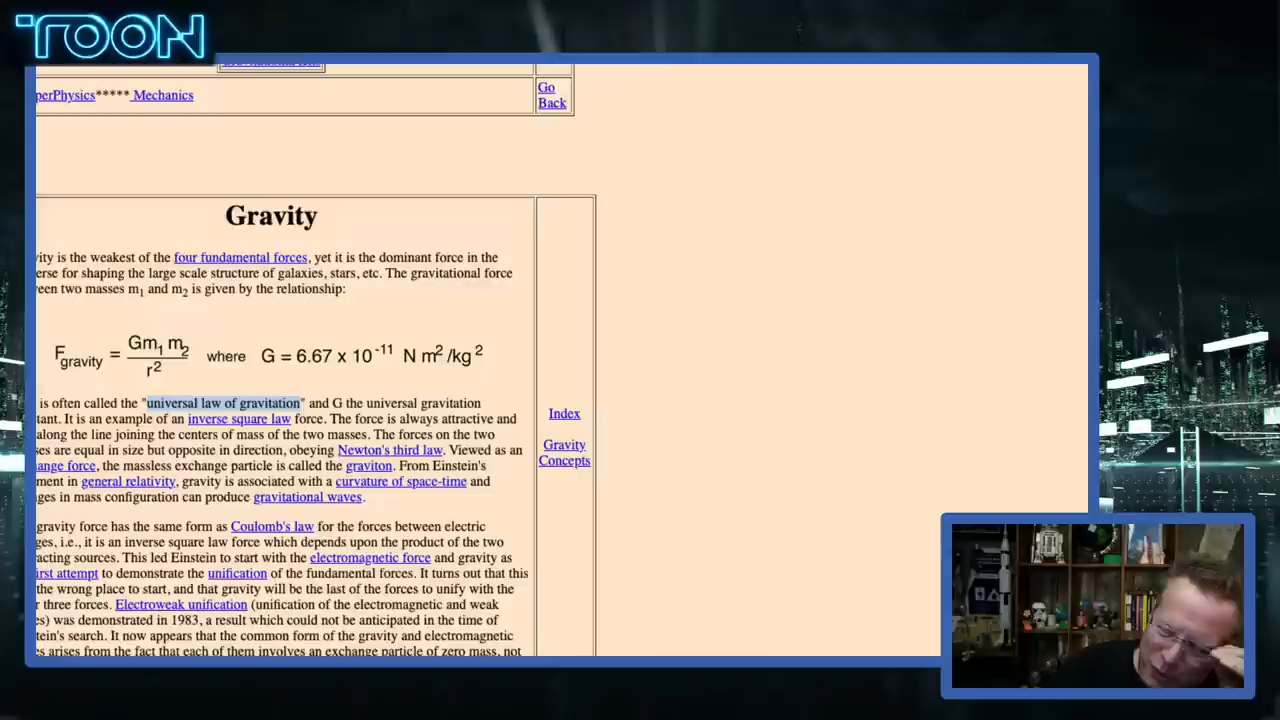 TOON
perPhysics***** Mechanics
Go
Back
Gravity
vity is the weakest of the four fundamental forces, yet it is the dominant force in the
erse for shaping the large scale structure of galaxies, stars, etc. The gravitational force
een two masses m1 and m2 is given by the relationship:
Fgravity = Gm1 m2 / r2 where G = 6.67 x 10-11 N m2 /kg 2
is often called the "universal law of gravitation" and G the universal gravitation
tant. It is an example of an inverse square law force. The force is always attractive and
along the line joining the centers of mass of the two masses. The forces on the two
ses are equal in size but opposite in direction, obeying Newton's third law. Viewed as an
ange force, the massless exchange particle is called the graviton. From Einstein's
ment in general relativity, gravity is associated with a curvature of space-time and
ges in mass configuration can produce gravitational waves.
Index
Gravity
Concepts
gravity force has the same form as Coulomb's law for the forces between electric
ges, i.e., it is an inverse square law force which depends upon the product of the two
acting sources. This led Einstein to start with the electromagnetic force and gravity as
irst attempt to demonstrate the unification of the fundamental forces. It turns out that this
the wrong place to start, and that gravity will be the last of the forces to unify with the
r three forces. Electroweak unification (unification of the electromagnetic and weak
es) was demonstrated in 1983, a result which could not be anticipated in the time of
tein's search. It now appears that the common form of the gravity and electromagnetic
s arises from the fact that each of them involves an exchange particle of zero mass, not